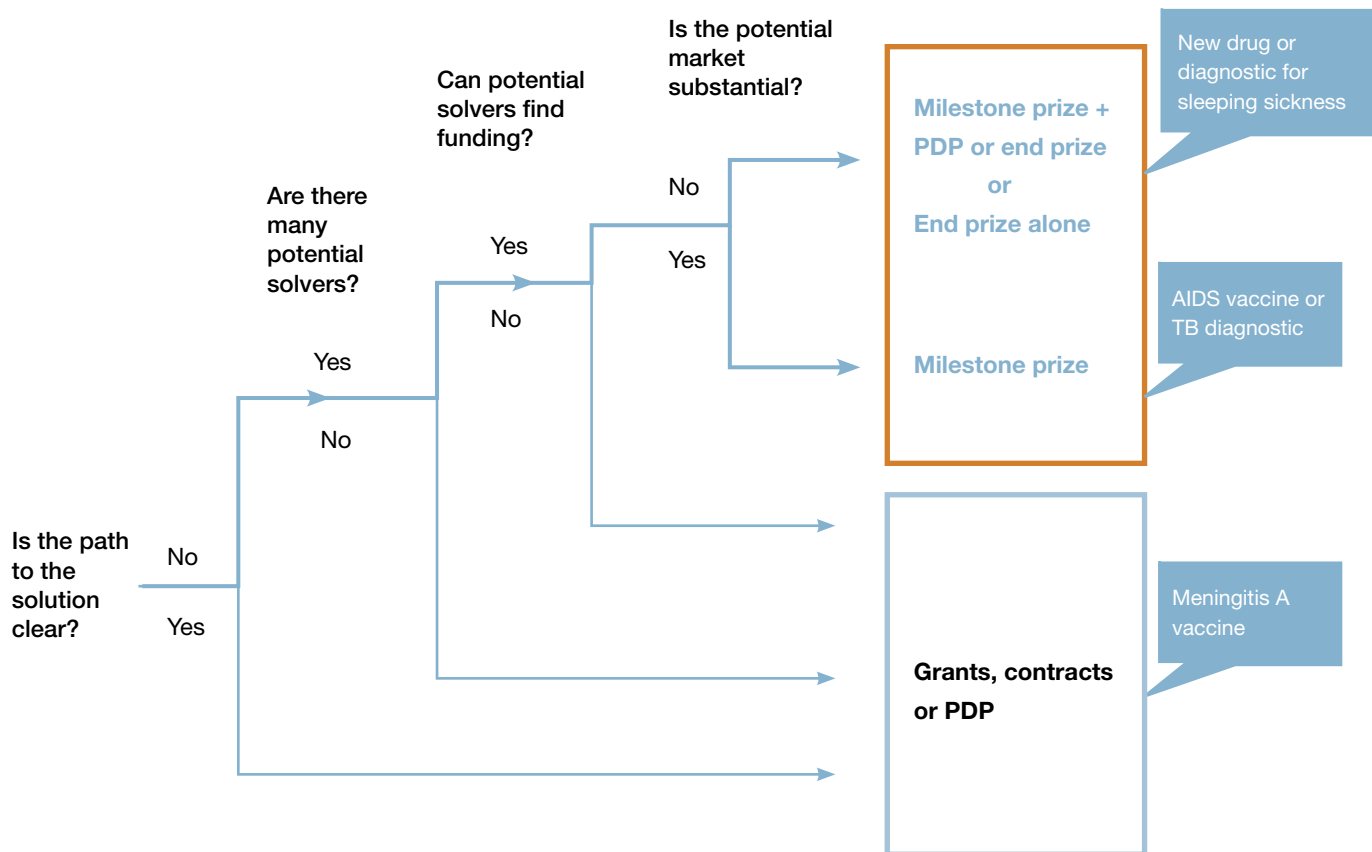 Is the path
to the
solution
clear?
No
Yes
Are there
many
potential
solvers?
Yes
No
Can potential
solvers find
funding?
Yes
No
Is the potential
market
substantial?
No
Yes
Milestone prize +
PDP or end prize
or
End prize alone
Milestone prize
Grants, contracts
or PDP
New drug or
diagnostic for
sleeping sickness
AIDS vaccine or
TB diagnostic
Meningitis A
vaccine